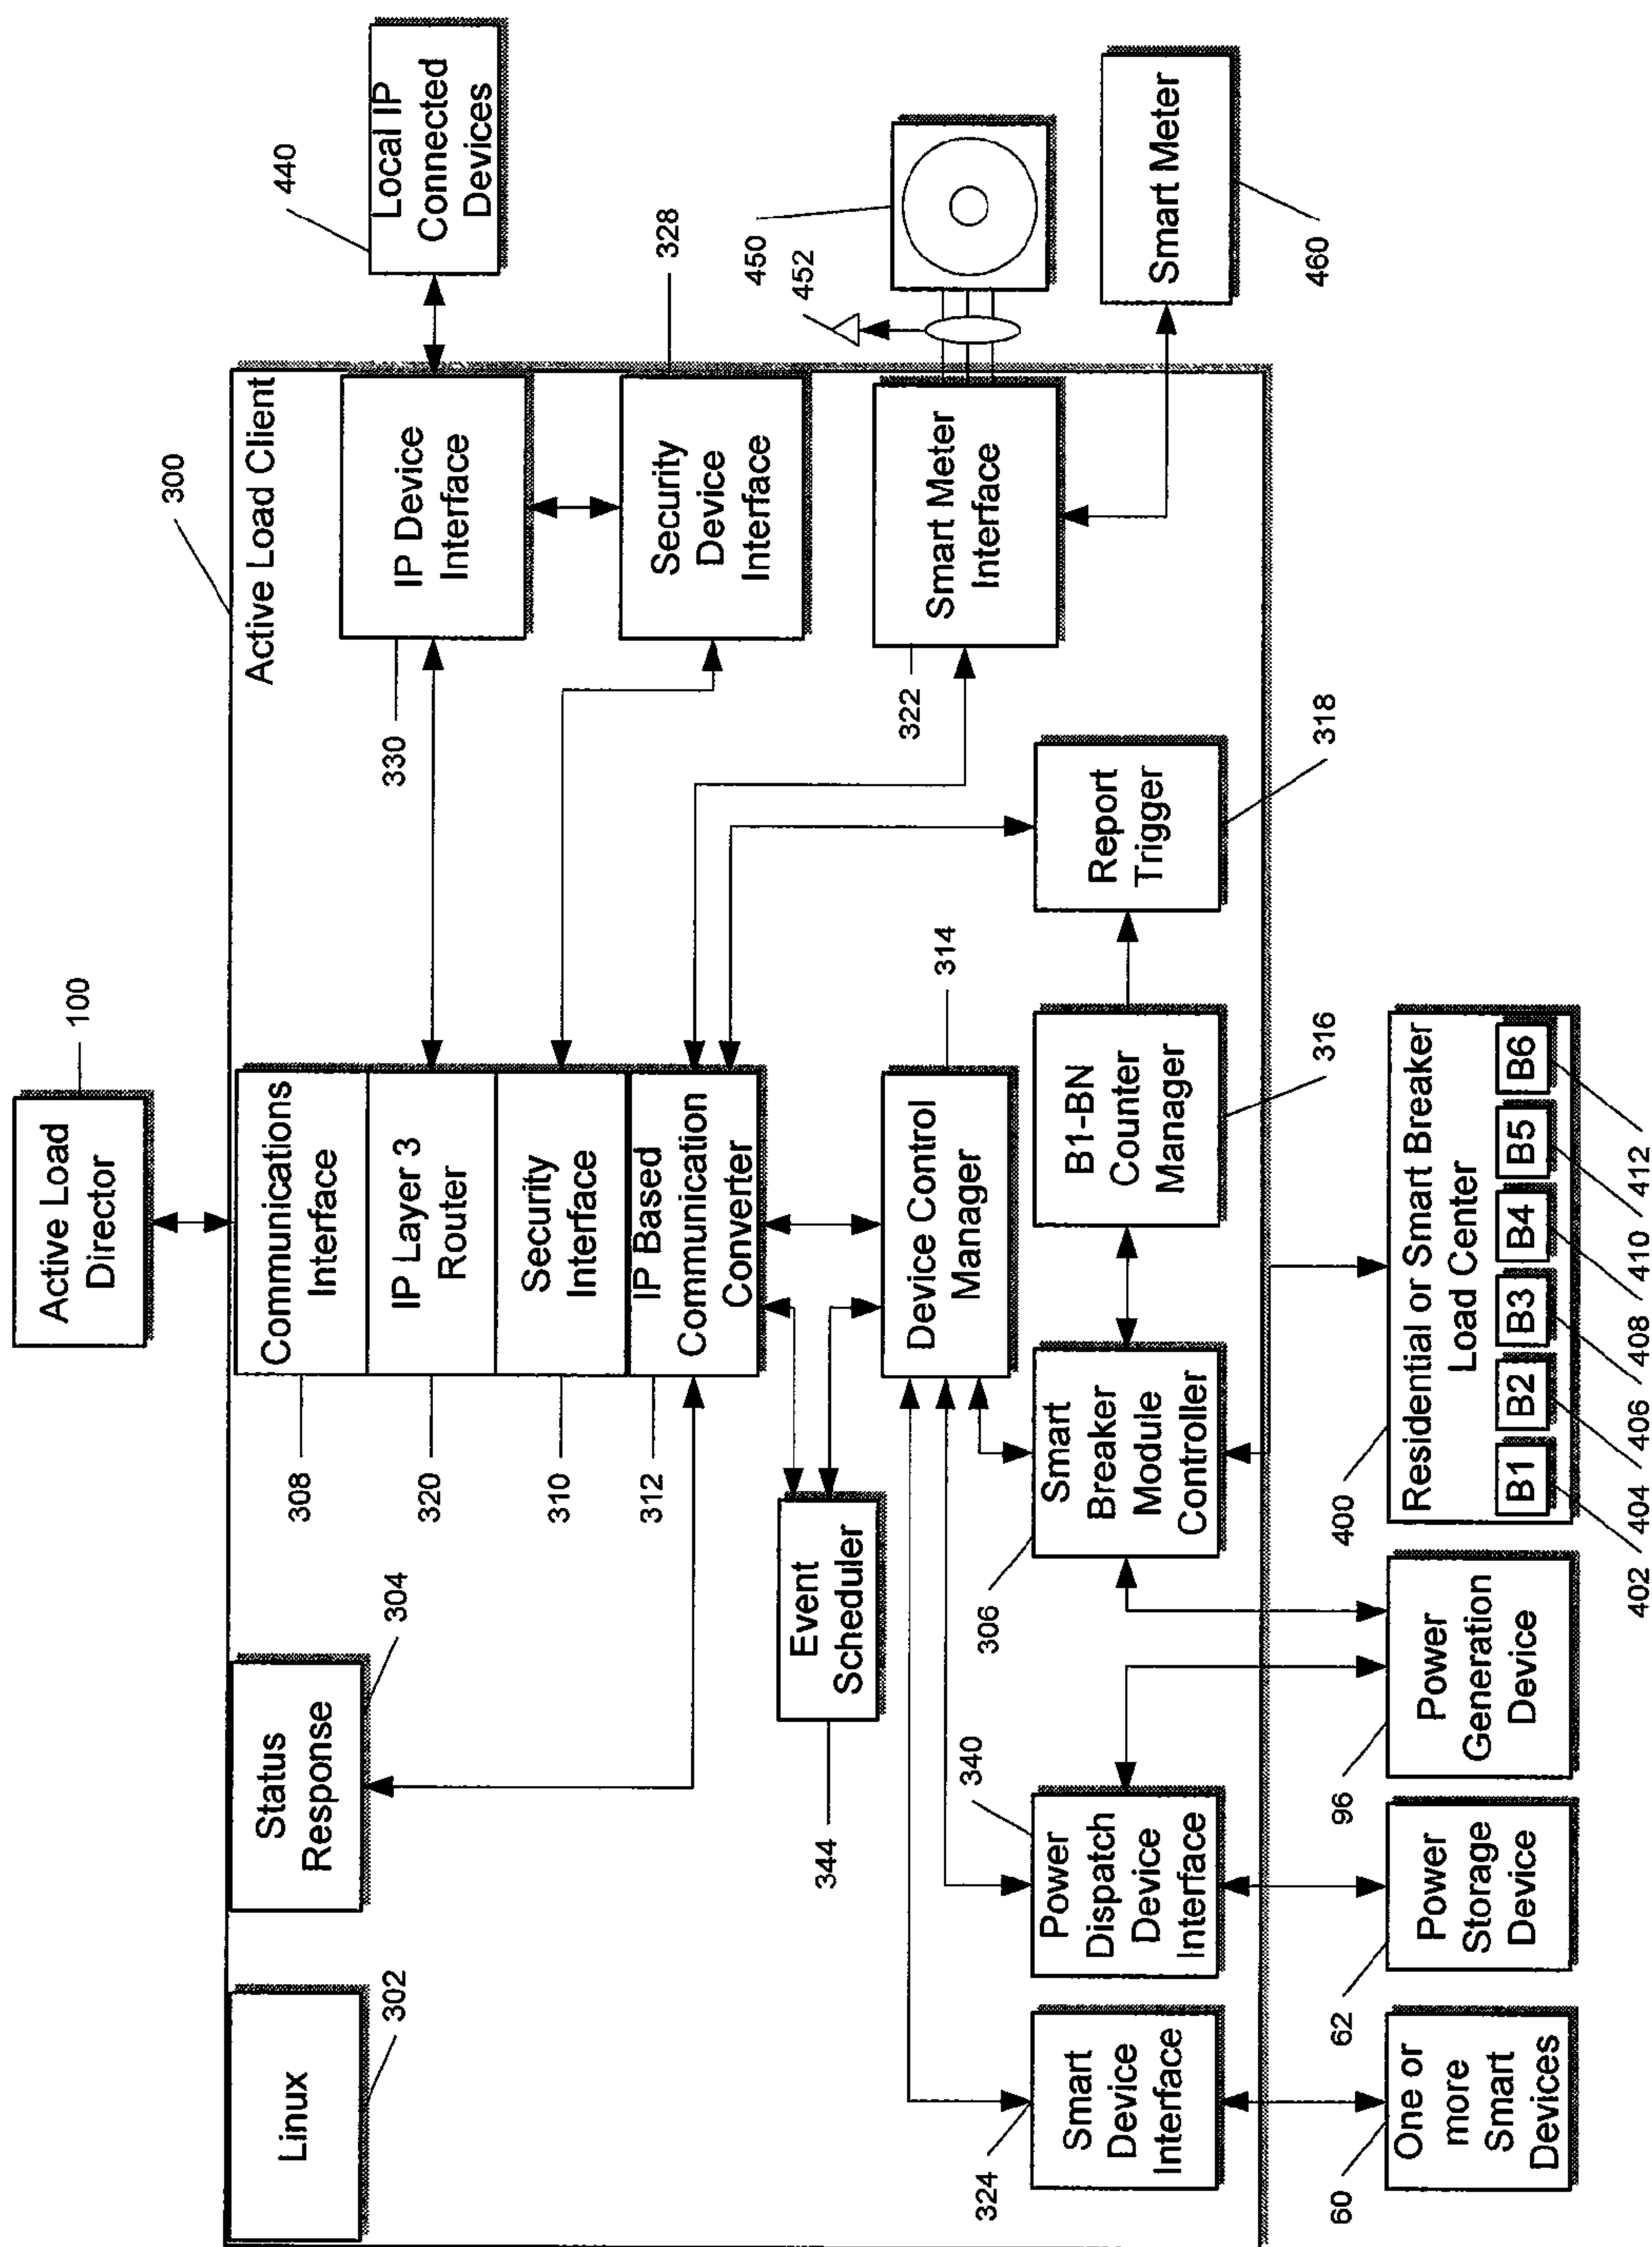 Active Load
Director
100
300
Active Load Client
Linux
302
Status
Response
304
Communications
Interface
308
IP Layer 3
Router
320
Security
Interface
310
IP Based
Communication
Converter
312
IP Device
Interface
330
Local IP
Connected
Devices
440
Security
Device
Interface
328
450
452
Smart Meter
Interface
322
Smart Meter
460
Event
Scheduler
344
Device Control
Manager
314
Report
Trigger
318
B1-BN
Counter
Manager
316
Smart
Breaker
Module
Controller
306
Power
Dispatch
Device
Interface
340
Smart
Device
Interface
324
One or
more
Smart
Devices
60
Power
Storage
Device
62
Power
Generation
Device
96
Residential or Smart Breaker
Load Center
400
B1
B2
B3
B4
B5
B6
402
404
406
408
410
412